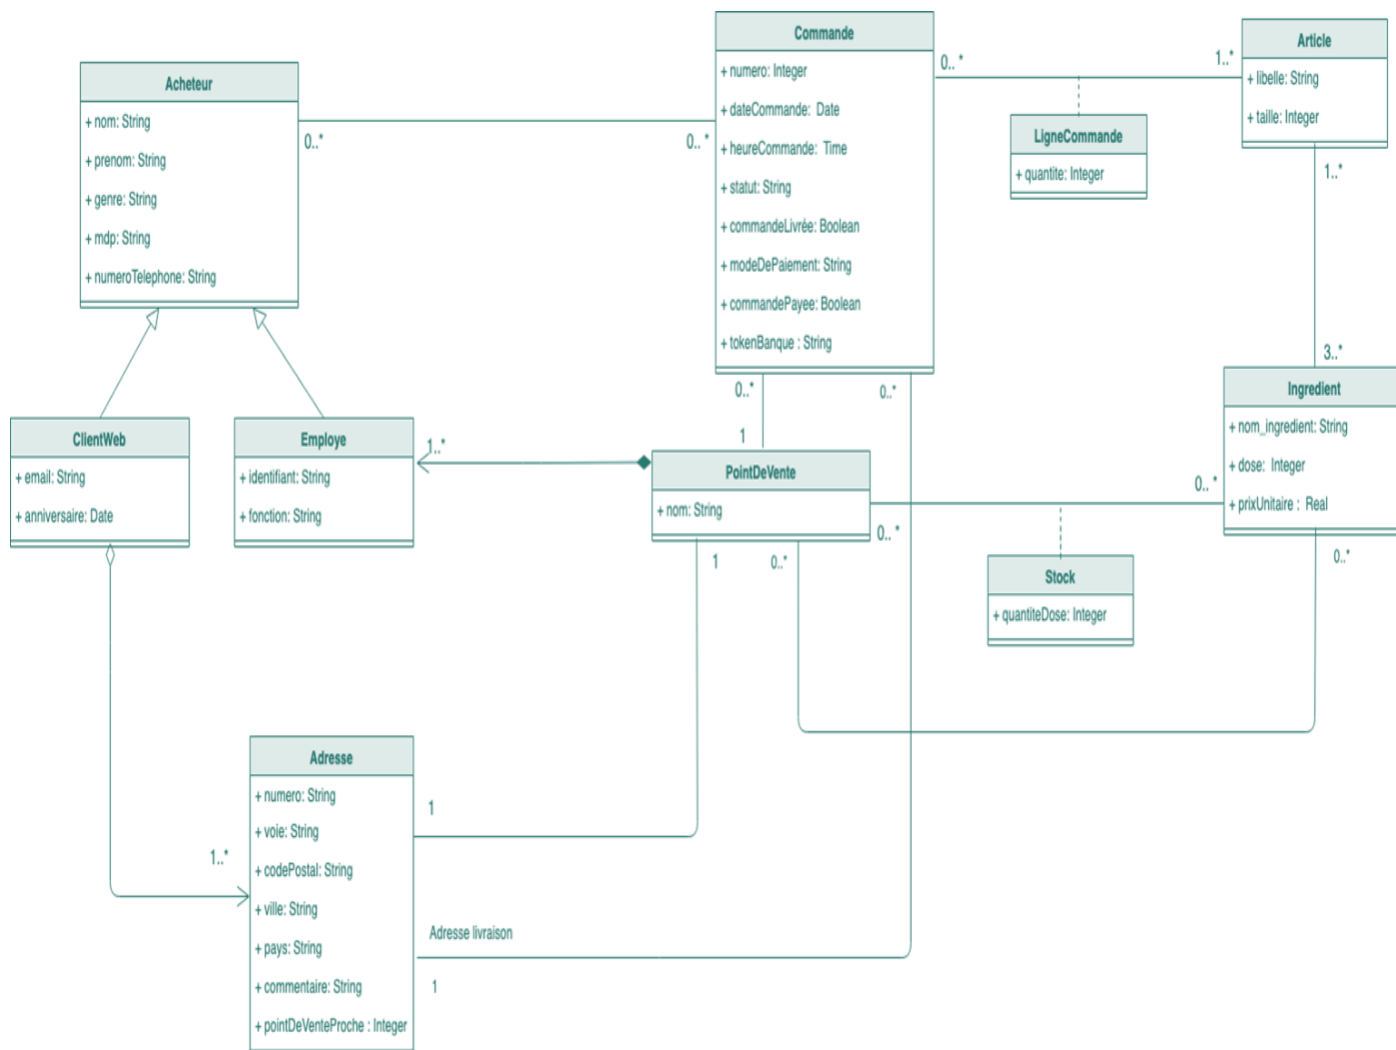 Commande
+ numero: Integer
+ dateCommande: Date
+ heureCommande: Time
+ statut: String
+ commandeLivrée: Boolean
+ modeDePaiement: String
+ commandePayee: Boolean
+ tokenBanque : String
Article
+ libelle: String
+ taille: Integer
0.. *
1..*
Acheteur
+ nom: String
+ prenom: String
+ genre: String
+ mdp: String
+ numeroTelephone: String
0..*
0.. *
LigneCommande
+ quantite: Integer
1..*
3..*
Ingredient
+ nom_ingredient: String
+ dose: Integer
+ prixUnitaire : Real
0..*
0..*
1
ClientWeb
+ email: String
+ anniversaire: Date
Employe
+ identifiant: String
+ fonction: String
1..*
PointDeVente
+ nom: String
0.. *
0..*
1
0..*
0..*
Stock
+ quantiteDose: Integer
Adresse
+ numero: String
+ voie: String
+ codePostal: String
+ ville: String
+ pays: String
+ commentaire: String
+ pointDeVenteProche : Integer
1
1..*
Adresse livraison
1